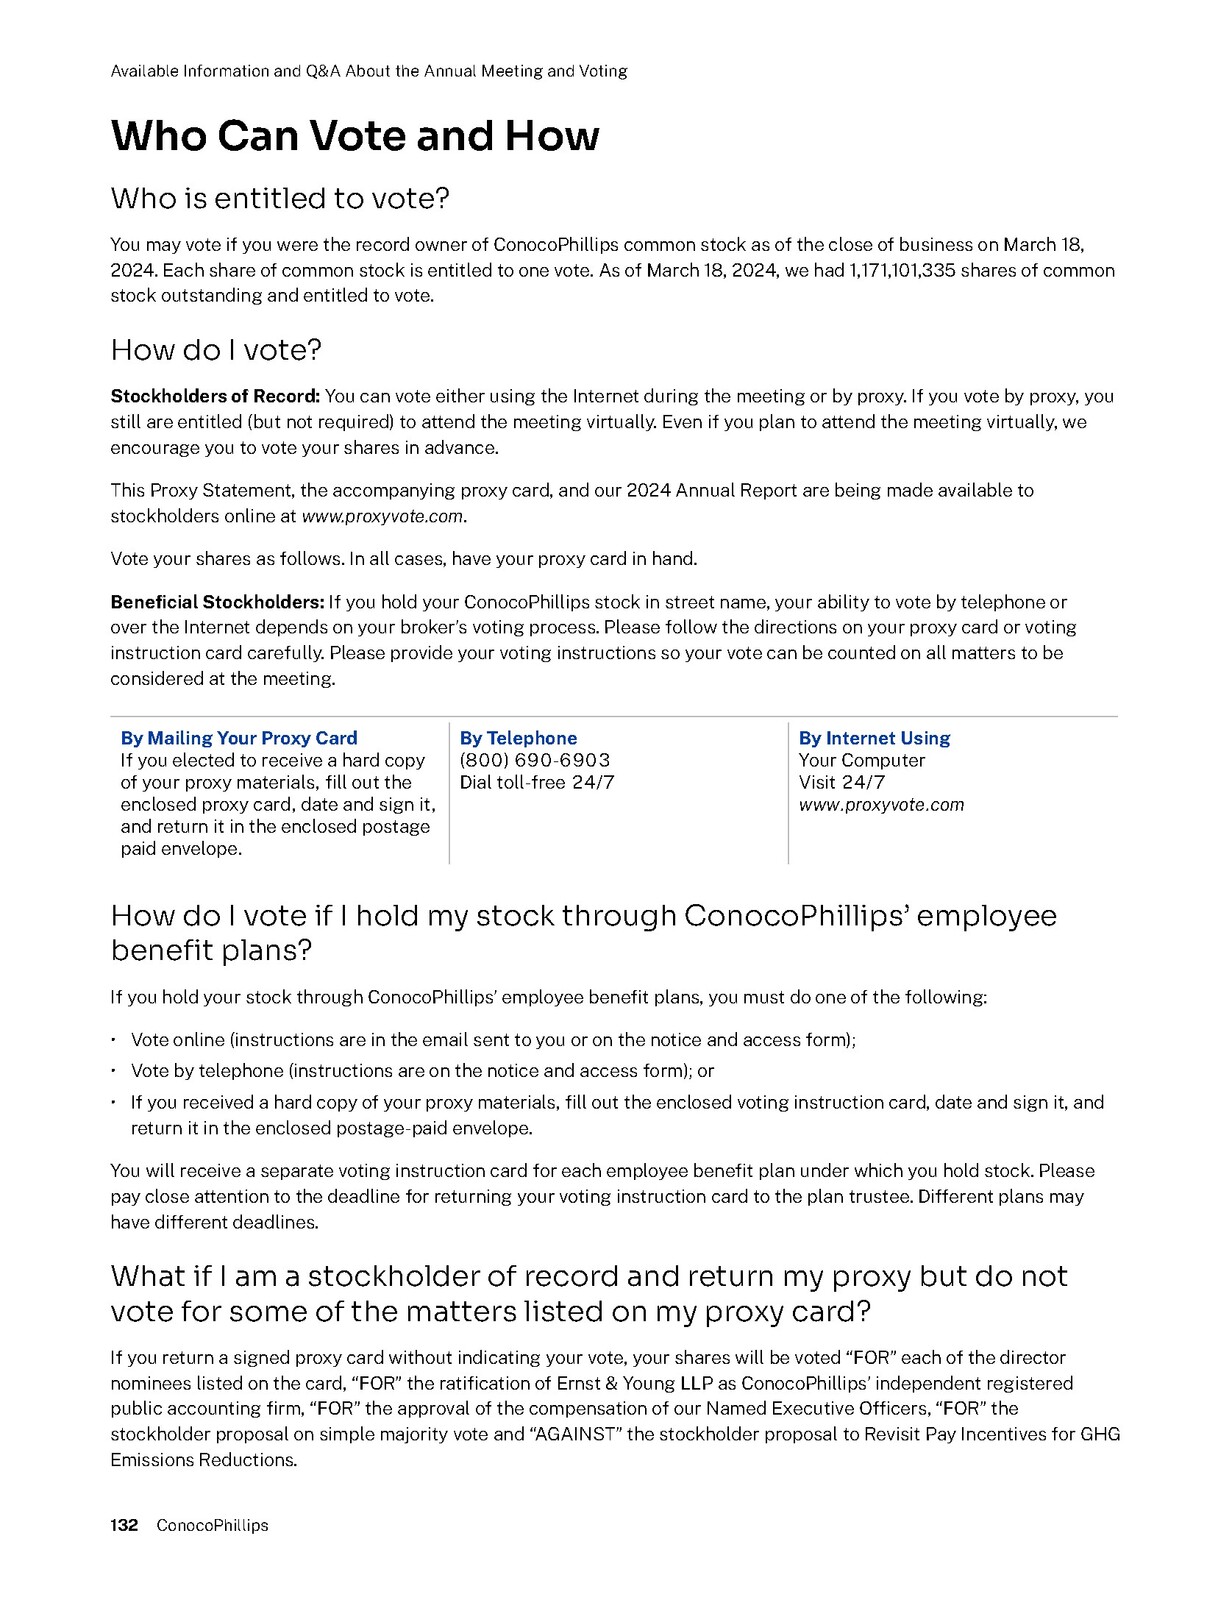 Available Information and Q&A About the Annual Meeting and Voting
Who Can Vote and How
Who is entitled to vote?
You may vote if you were the record owner of ConocoPhillips common stock as of the close of business on March 18,
2024. Each share of common stock is entitled to one vote. As of March 18, 2024, we had 1,171,101,335 shares of common
stock outstanding and entitled to vote.
How do I vote?
Stockholders of Record: You can vote either using the Internet during the meeting or by proxy. If you vote by proxy, you
still are entitled (but not required) to attend the meeting virtually. Even if you plan to attend the meeting virtually, we
encourage you to vote your shares in advance.
This Proxy Statement, the accompanying proxy card, and our 2024 Annual Report are being made available to
stockholders online at www.proxyvote.com.
Vote your shares as follows. In all cases, have your proxy card in hand.
Beneficial Stockholders: If you hold your ConocoPhillips stock in street name, your ability to vote by telephone or
over the Internet depends on your broker's voting process. Please follow the directions on your proxy card or voting
instruction card carefully. Please provide your voting instructions so your vote can be counted on all matters to be
considered at the meeting.
By Mailing Your Proxy Card
If you elected to receive a hard copy
of your proxy materials, fill out the
enclosed proxy card, date and sign it,
and return it in the enclosed postage
paid envelope.
By Telephone
(800) 690-6903
Dial toll-free 24/7
By Internet Using
Your Computer
Visit 24/7
www.proxyvote.com
How do I vote if I hold my stock through ConocoPhillips' employee
benefit plans?
If you hold your stock through ConocoPhillips' employee benefit plans, you must do one of the following:
• Vote online (instructions are in the email sent to you or on the notice and access form);
• Vote by telephone (instructions are on the notice and access form); or
• If you received a hard copy of your proxy materials, fill out the enclosed voting instruction card, date and sign it, and
return it in the enclosed postage-paid envelope.
You will receive a separate voting instruction card for each employee benefit plan under which you hold stock. Please
pay close attention to the deadline for returning your voting instruction card to the plan trustee. Different plans may
have different deadlines.
What if I am a stockholder of record and return my proxy but do not
vote for some of the matters listed on my proxy card?
If you return a signed proxy card without indicating your vote, your shares will be voted “FOR” each of the director
nominees listed on the card, “FOR” the ratification of Ernst & Young LLP as ConocoPhillips' independent registered
public accounting firm, “FOR” the approval of the compensation of our Named Executive Officers, “FOR” the
stockholder proposal on simple majority vote and “AGAINST” the stockholder proposal to Revisit Pay Incentives for GHG
Emissions Reductions.
132 ConocoPhillips